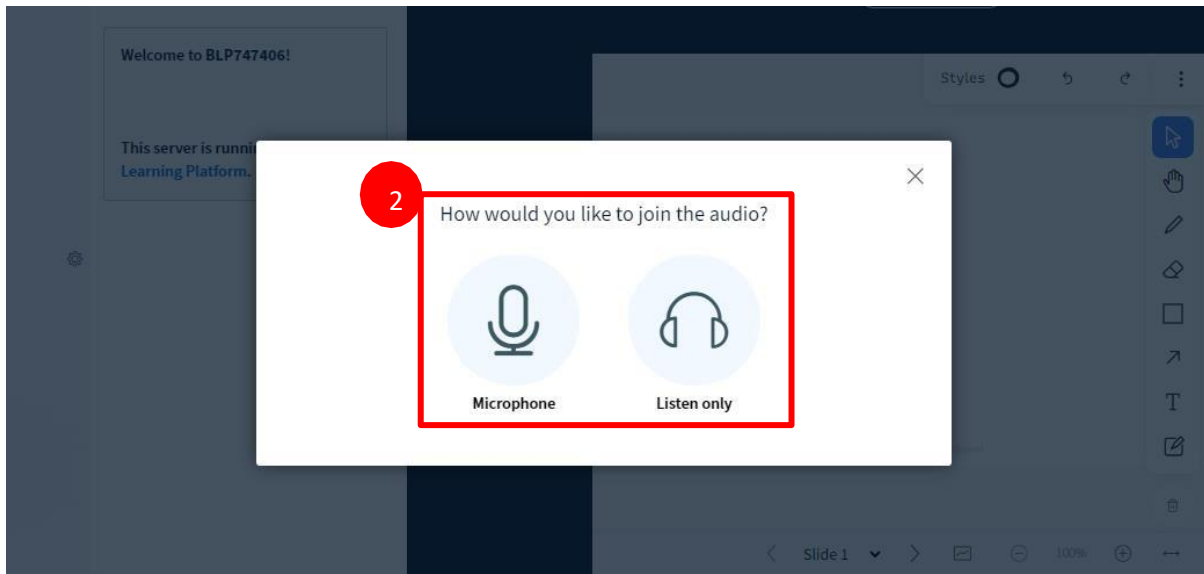 Welcome to BLP747406!
Styles
This server is runni
Learning Platform.
2
How would you like to join the audio?
Microphone
Listen only
T
Slide 1
100%